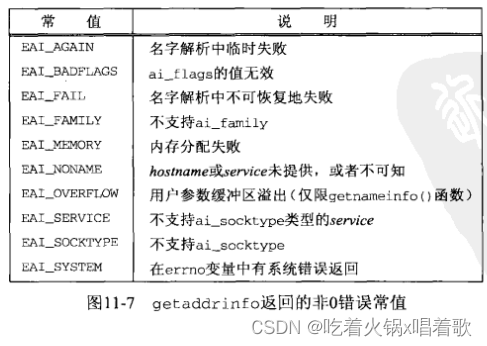 常 值 说 明
EAI_AGAIN 名字解析中临时失败
EAI_BADFLAGS ai_flags的值无效
EAI_FAIL 名字解析中不可恢复地失败
EAI_FAMILY 不支持ai_family
EAI_MEMORY 内存分配失败
EAI_NONAME hostname或service未提供，或者不可知
EAI_OVERFLOW 用户参数缓冲区溢出（仅限getnameinfo()函数）
EAI_SERVICE 不支持ai_socktype类型的service
EAI_SOCKTYPE 不支持ai_socktype
EAI_SYSTEM 在errno变量中有系统错误返回
图11-7 getaddrinfo返回的非0错误常值
CSDN @吃着火锅x唱着歌